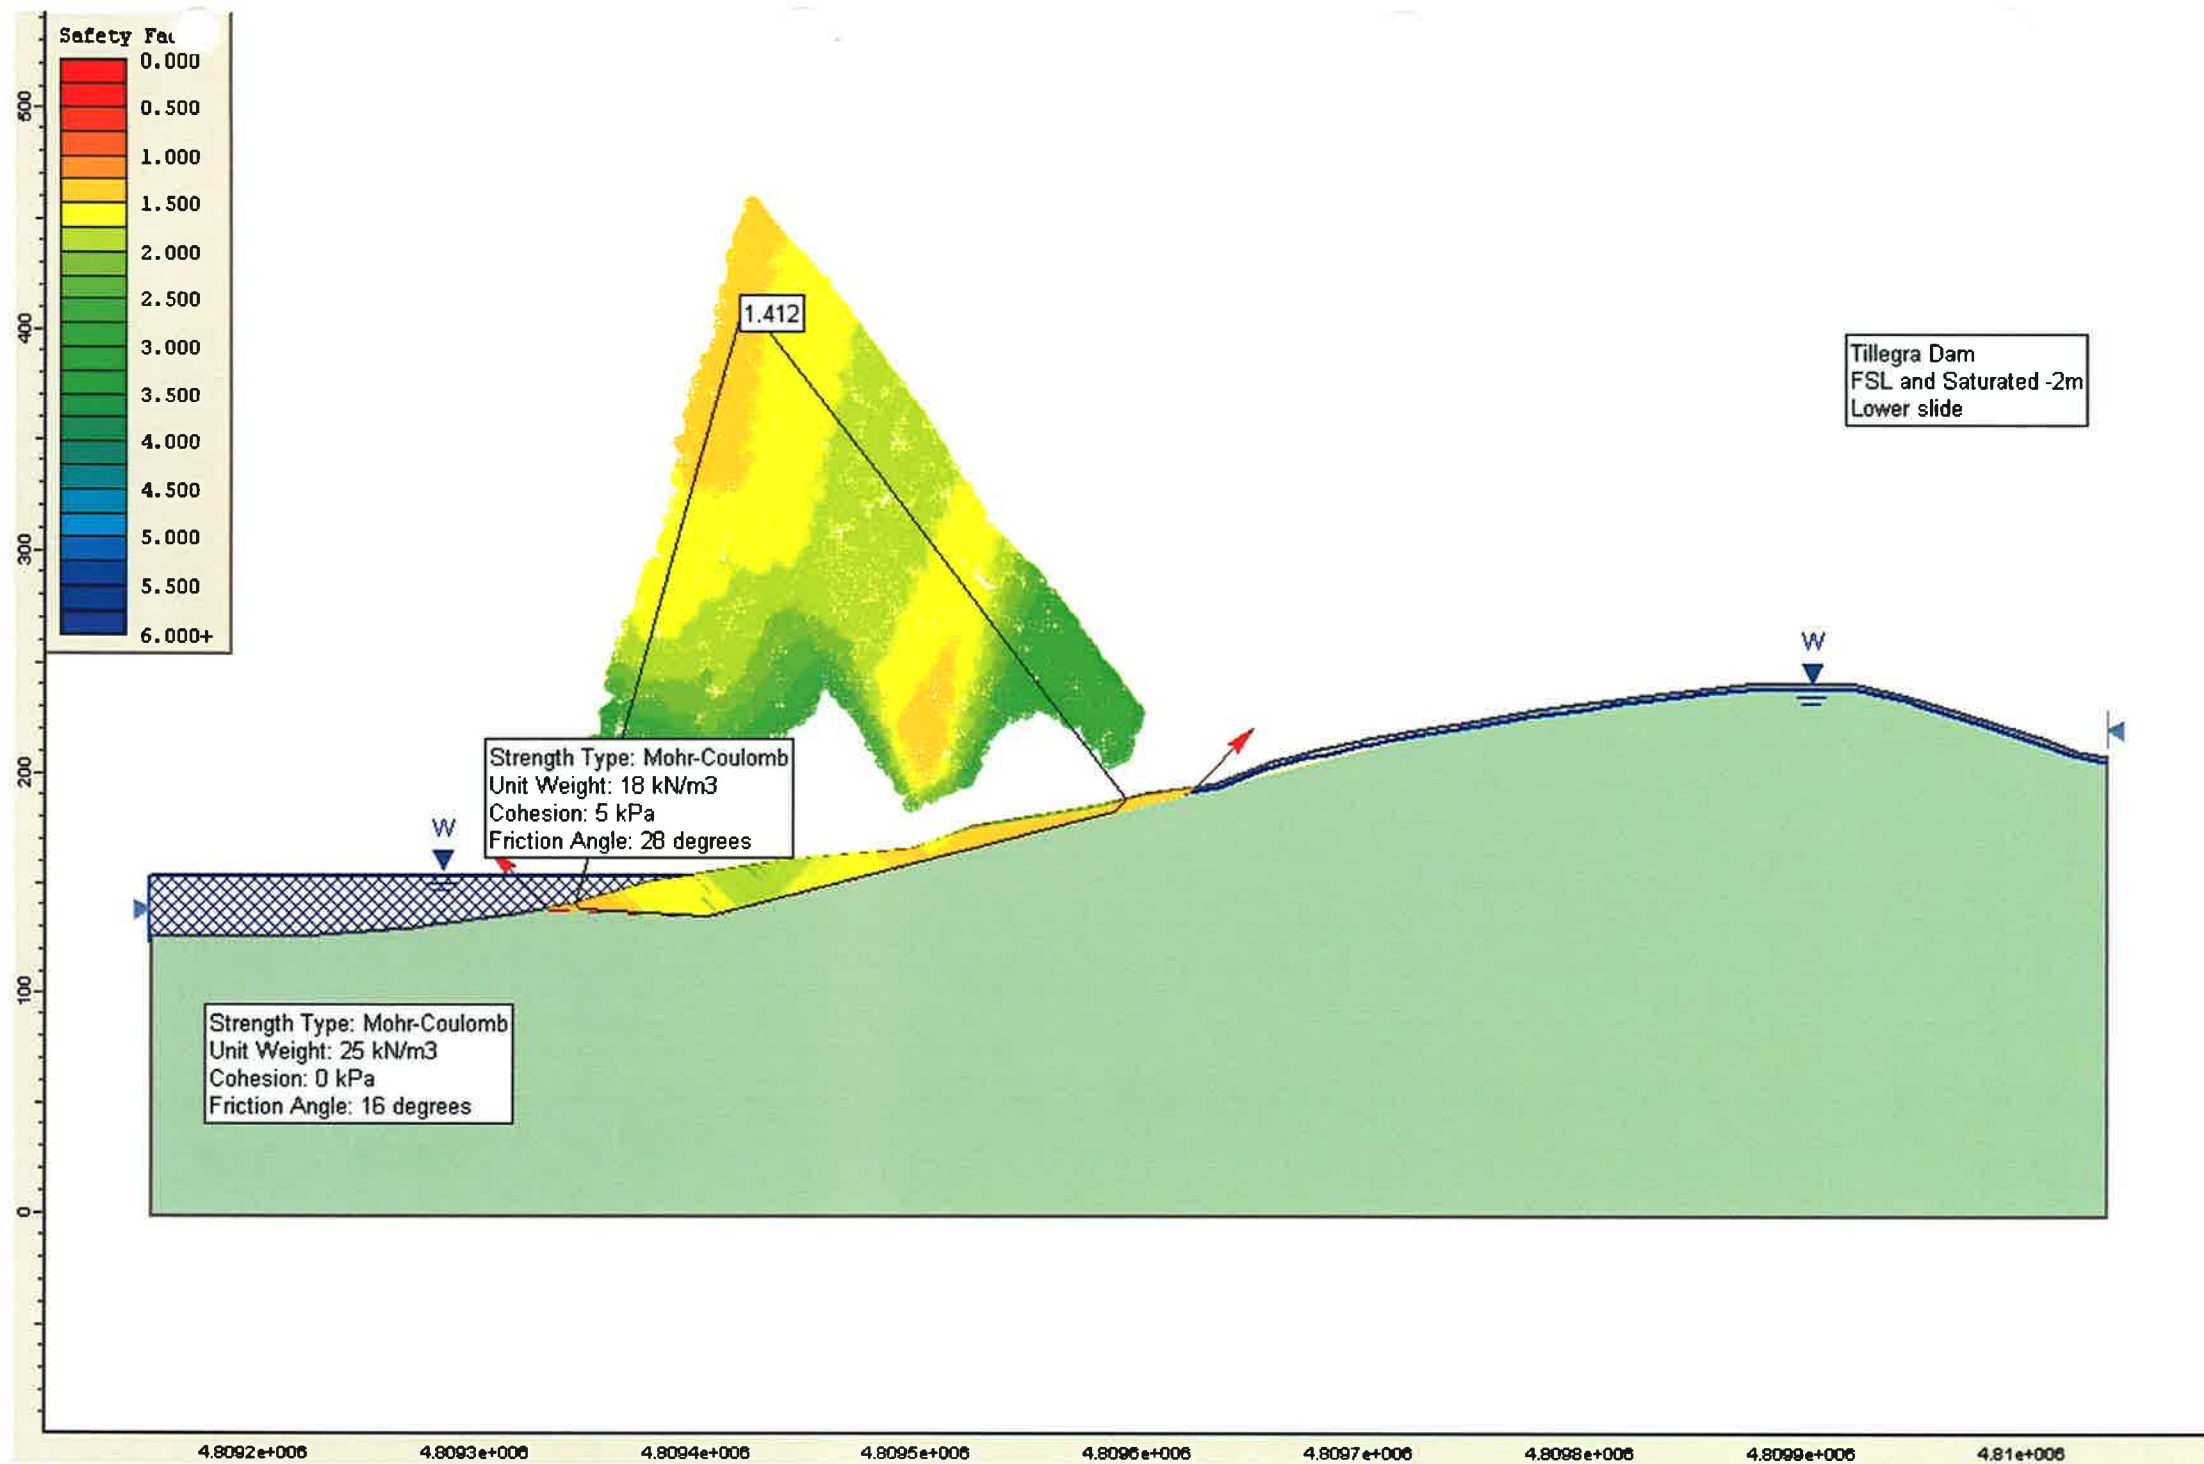 Safety Fac
0.000
0.500
1.000
1.500
2.000
2.500
3.000
3.500
4.000
4.500
5.000
5.500
6.000+
500
400
300
200
100
0
1.412
Tillegra Dam
FSL and Saturated -2m
Lower slide
W
Strength Type: Mohr-Coulomb
Unit Weight: 18 kN/m3
Cohesion: 5 kPa
Friction Angle: 28 degrees
W
Strength Type: Mohr-Coulomb
Unit Weight: 25 kN/m3
Cohesion: 0 kPa
Friction Angle: 16 degrees
4.8092e+006
4.8093e+006
4.8094e+006
4.8095e+006
4.8096e+006
4.8097e+006
4.8098e+006
4.8099e+006
4.81e+006